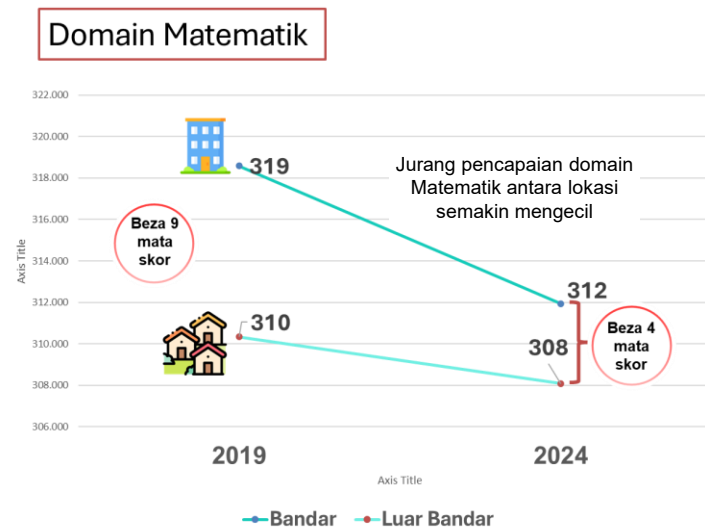 Domain Matematik
322.000
320.000
318.000
316.000
314.000
312.000
310.000
308.000
306.000
Axis Title
319
Jurang pencapaian domain
Matematik antara lokasi
semakin mengecil
Beza 9
mata
skor
312
310
308
Beza 4
mata
skor
2019
2024
Axis Title
Bandar
Luar Bandar